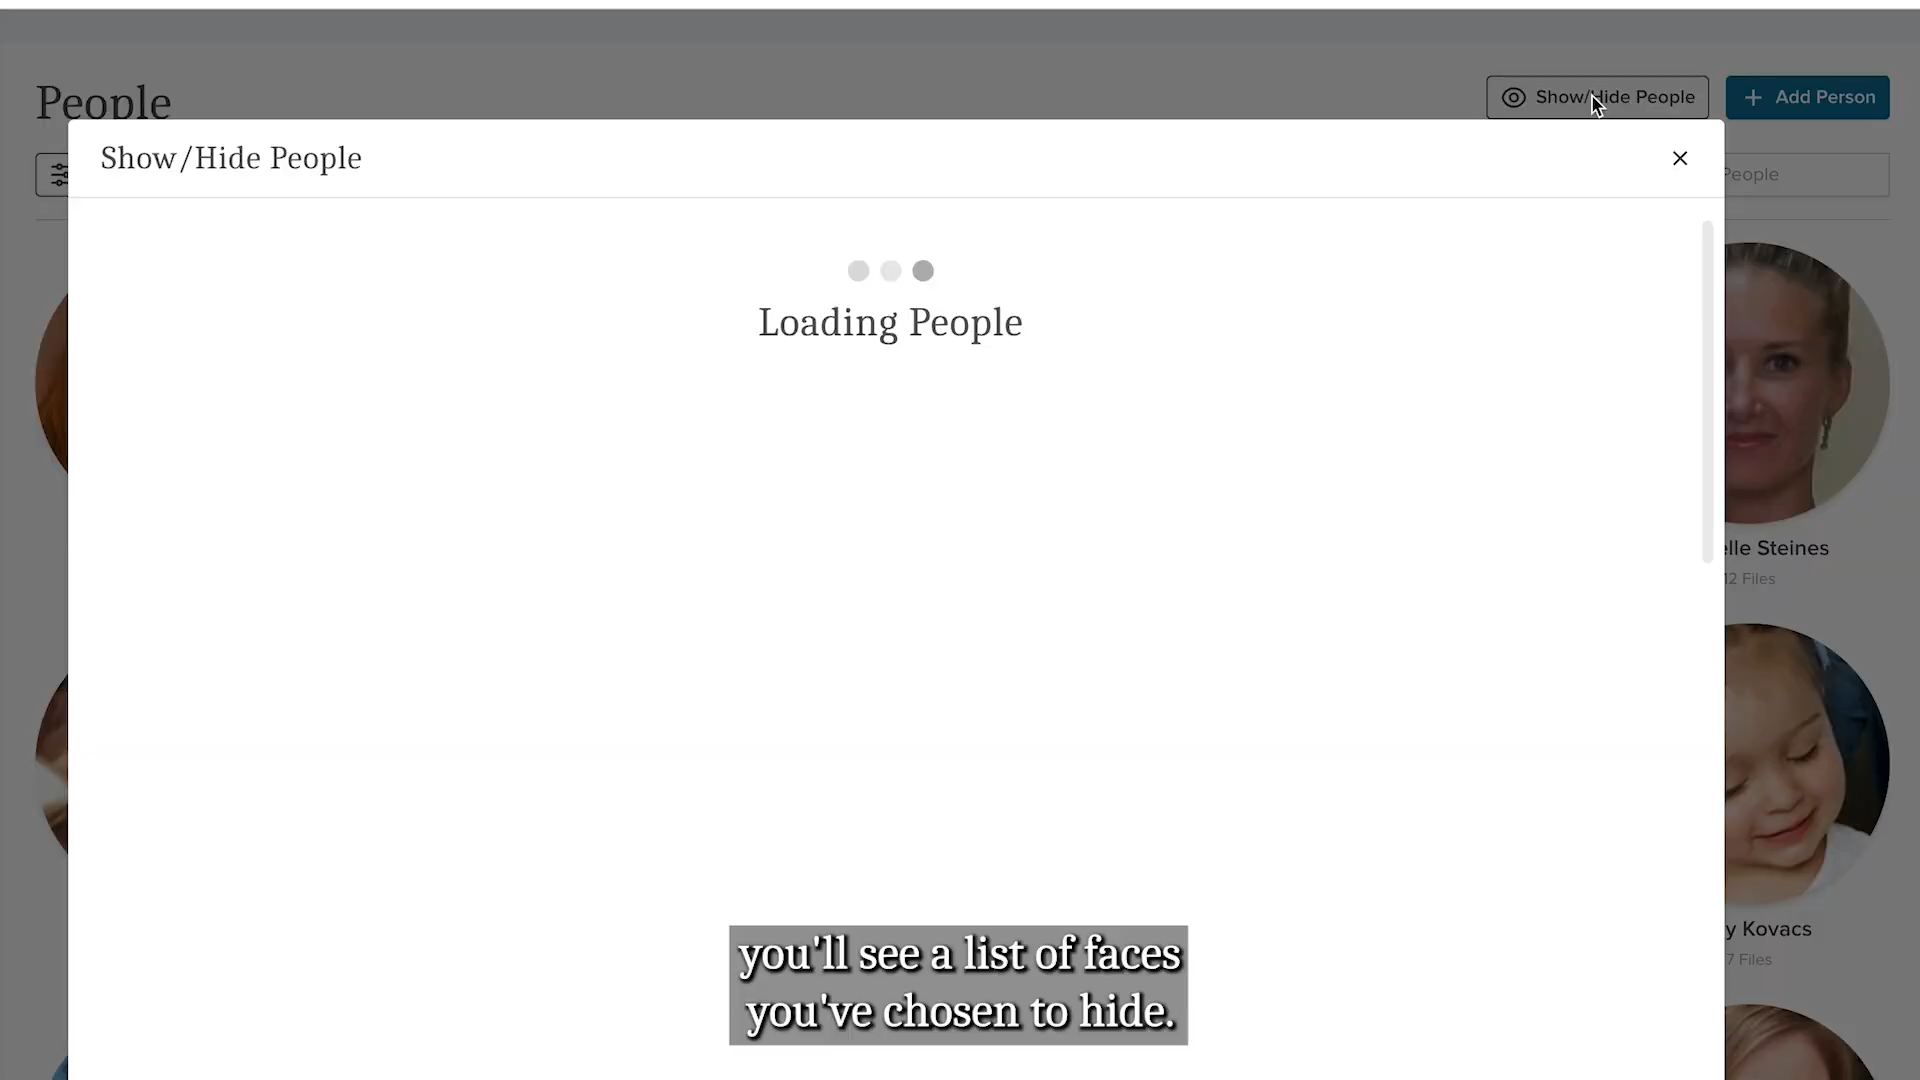 People
Show/Hide People
Add Person
Show/Hide People
People
Loading People
elle Steines
12 Files
y Kovacs
7 Files
you'll see a list of faces
you've chosen to hide.